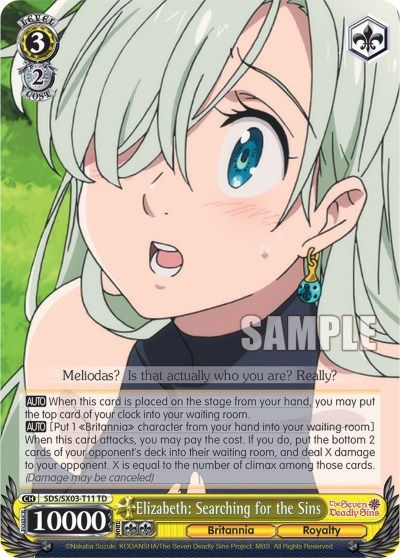 LEVEL
3
2
COST
SAMPLE
Meliodas? Is that actually who you are? Really?
AUTO When this card is placed on the stage from your hand, you may put
the top card of your clock into your waiting room.
AUTO [Put 1 «Britannia» character from your hand into your waiting room]
When this card attacks, you may pay the cost. If you do, put the bottom 2
cards of your opponent's deck into their waiting room, and deal X damage
to your opponent. X is equal to the number of climax among those cards.
(Damage may be canceled)
CH SDS/SX03-T11 TD
Elizabeth: Searching for the Sins
The Seven
Deadly Sins
POWER 10000 SOUL
Britannia
Royalty
©Nakaba Suzuki, KODANSHA/The Seven Deadly Sins Project, MBS. All Rights Reserved.